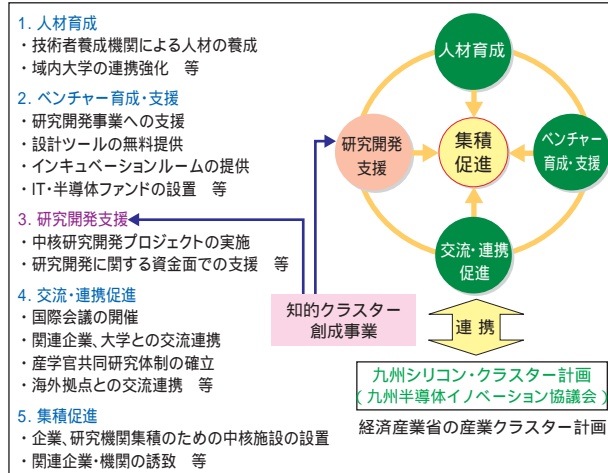 1. 人材育成
・技術者養成機関による人材の養成
・域内大学の連携強化　等
2. ベンチャー育成・支援
・研究開発事業への支援
・設計ツールの無料提供
・インキュベーションルームの提供
・IT・半導体ファンドの設置　等
3. 研究開発支援
・中核研究開発プロジェクトの実施
・研究開発に関する資金面での支援　等
4. 交流・連携促進
・国際会議の開催
・関連企業、大学との交流連携
・産学官共同研究体制の確立
・海外拠点との交流連携　等
5. 集積促進
・企業、研究機関集積のための中核施設の設置
・関連企業・機関の誘致　等
人材育成
研究開発
支援
集積
促進
ベンチャー
育成・支援
交流・連携
促進
知的クラスター
創成事業
連 携
九州シリコン・クラスター計画
（九州半導体イノベーション協議会）
経済産業省の産業クラスター計画